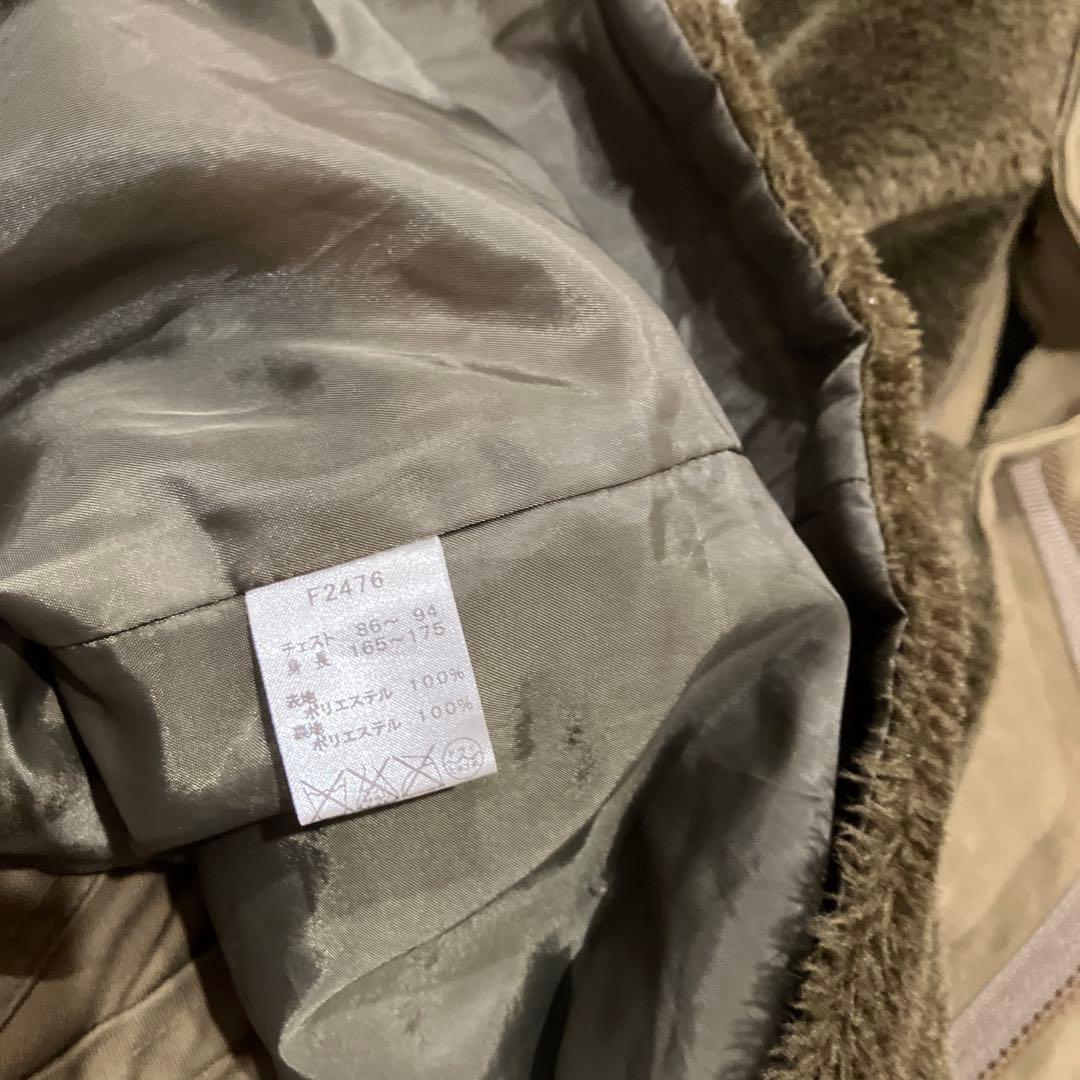 F2476
チェスト 86～ 94
身長 165～175
表地
ポリエステル 100%
裏地
ポリエステル 100%